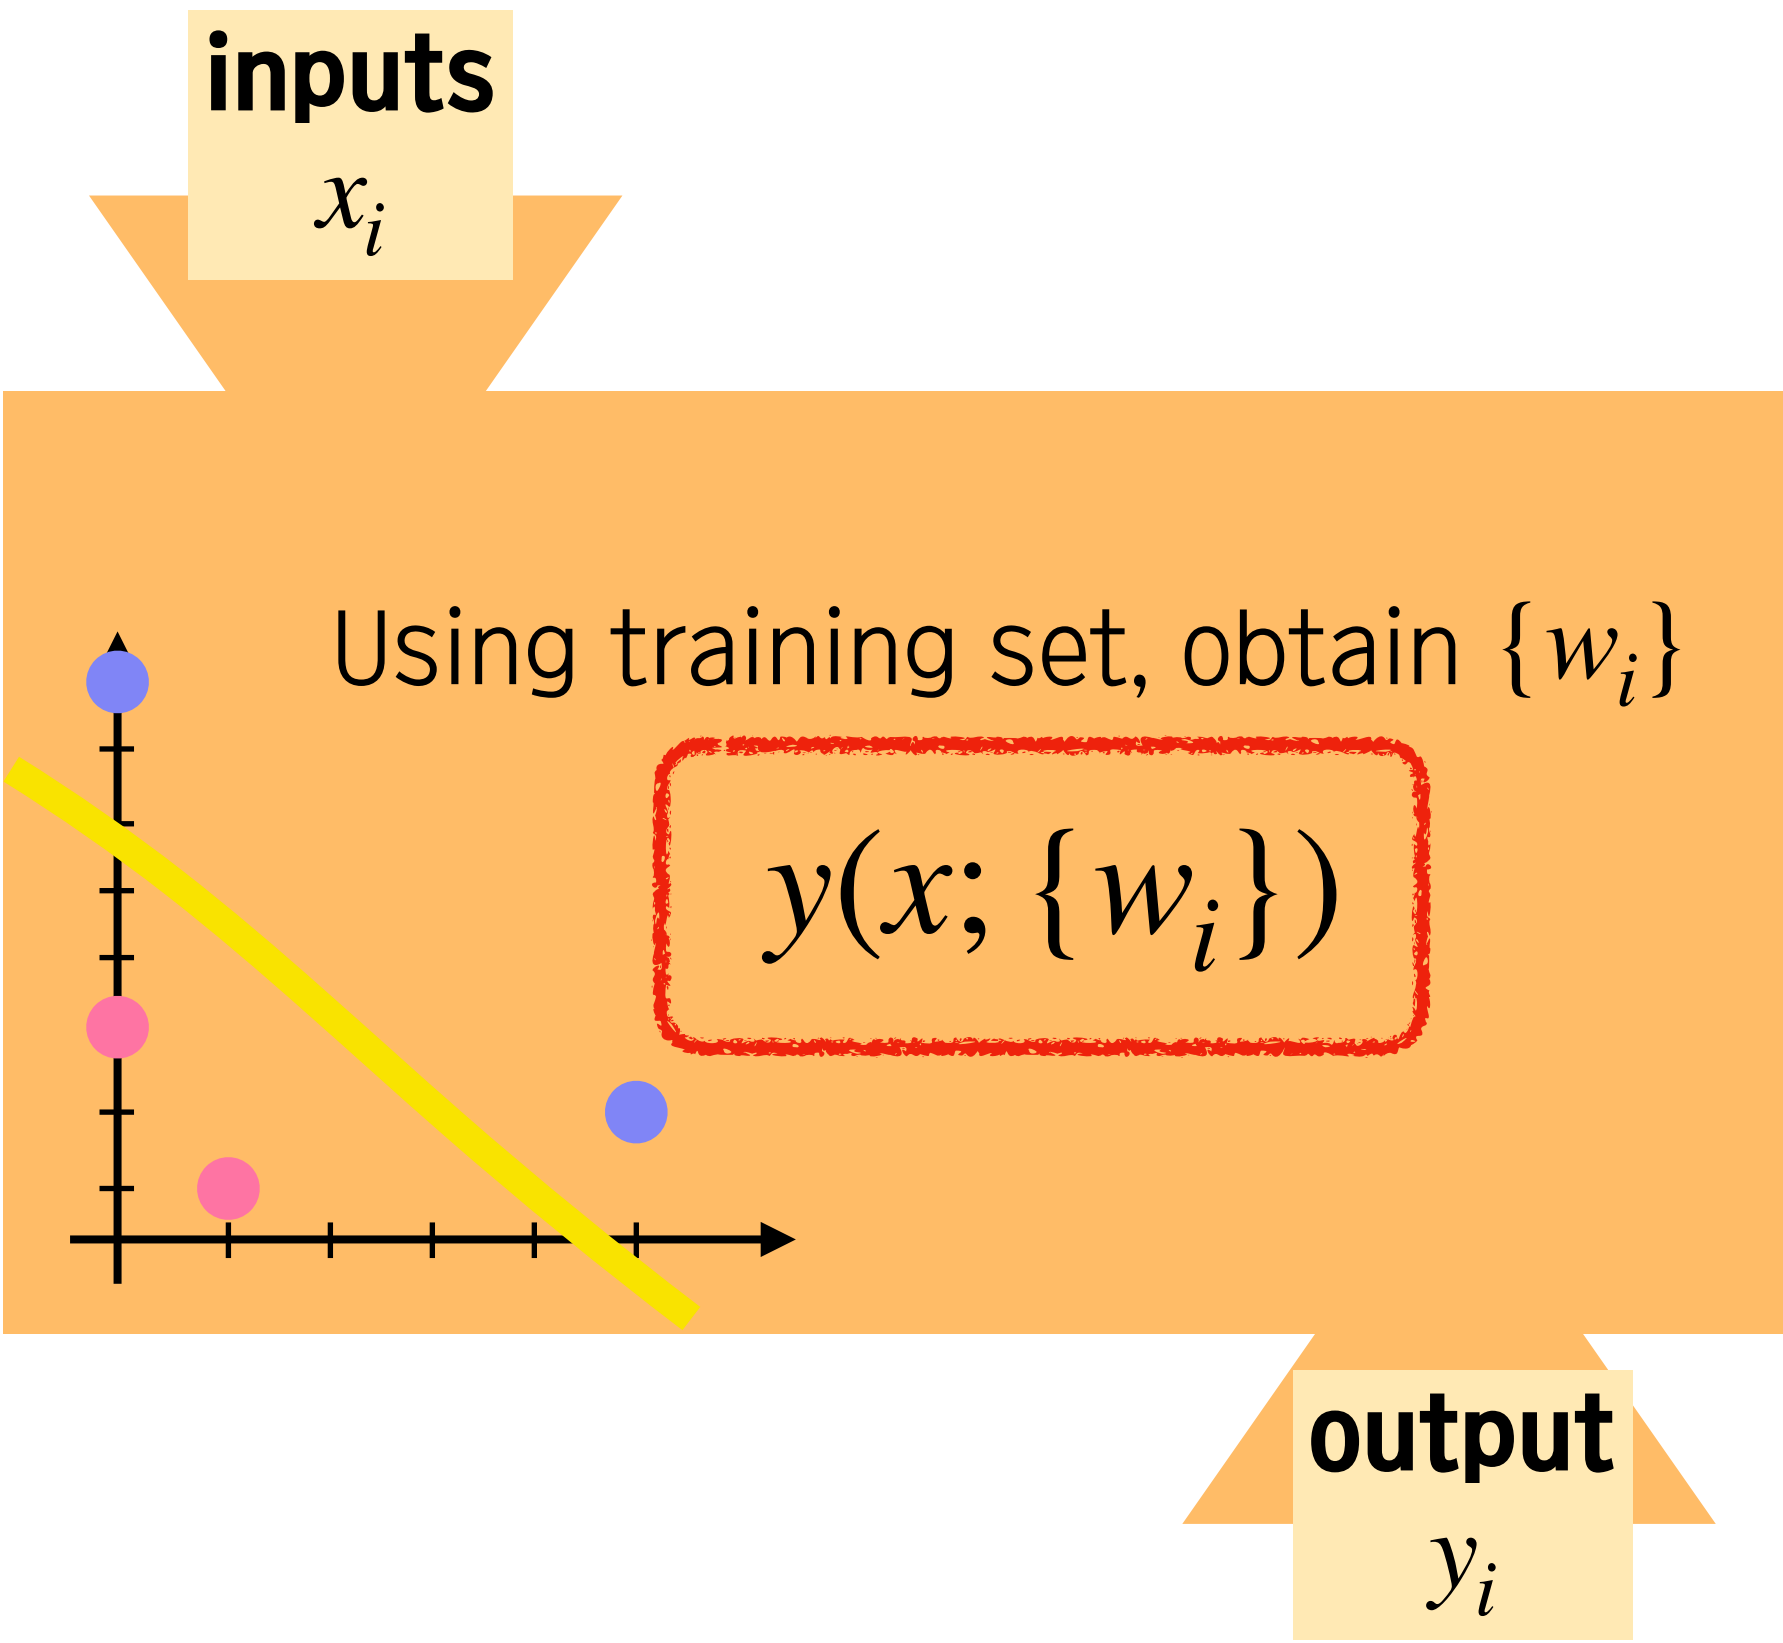 inputs
x_i
Using training set, obtain {w_i}
y(x; {w_i})
output
y_i